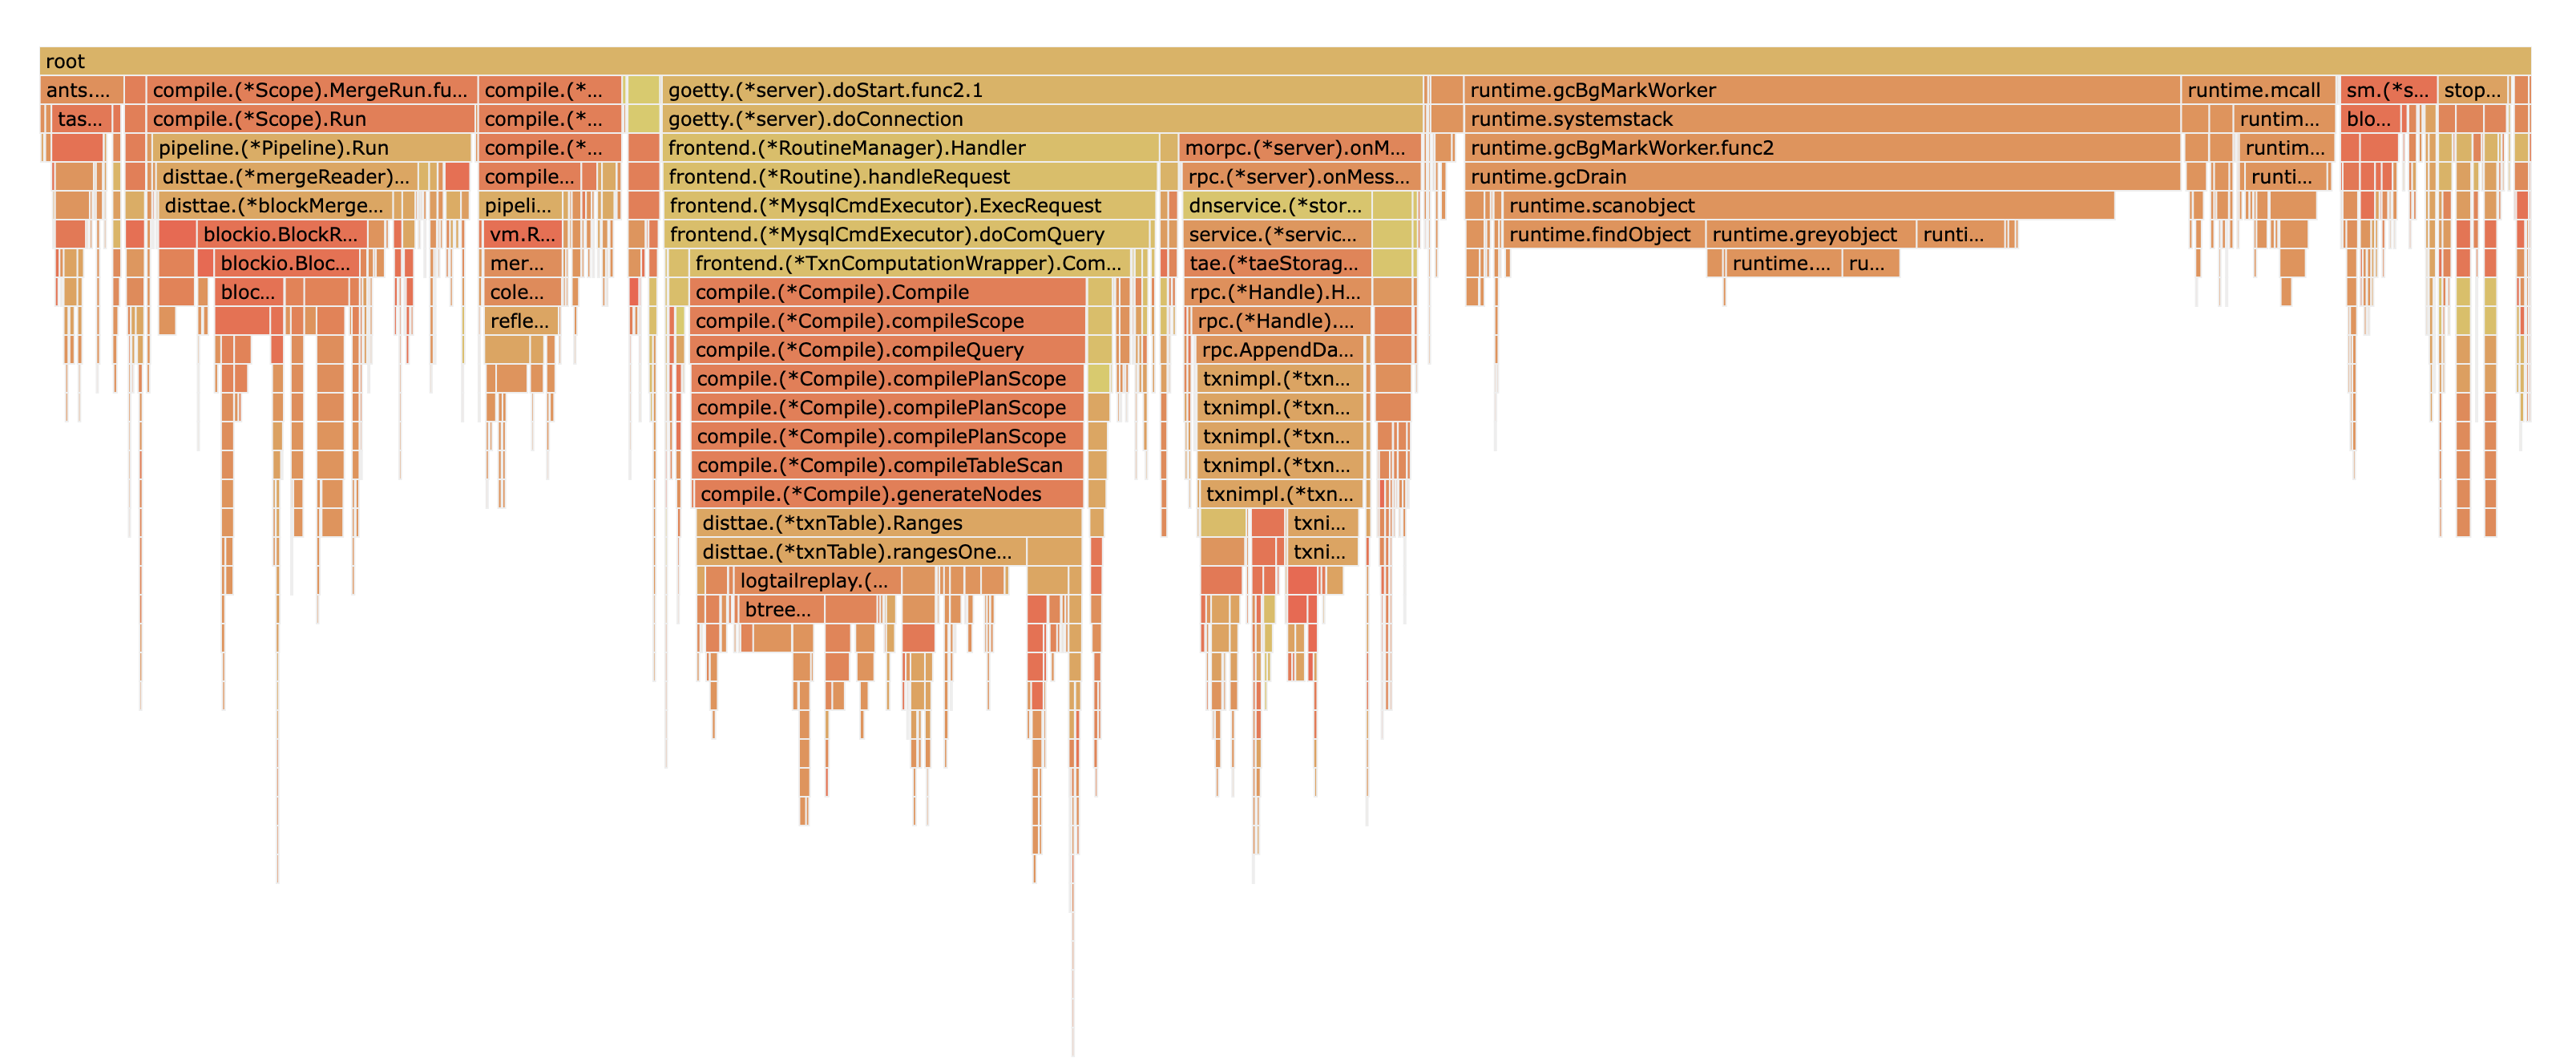 root
ants.... compile.(*Scope).MergeRun.fu... compile.(*... goetty.(*server).doStart.func2.1 runtime.gcBgMarkWorker runtime.mcall sm.(*s... stop...
tas... compile.(*Scope).Run compile.(*... goetty.(*server).doConnection runtime.systemstack runtim... blo...
pipeline.(*Pipeline).Run compile.(*... frontend.(*RoutineManager).Handler morpc.(*server).onM... runtime.gcBgMarkWorker.func2 runtim...
disttae.(*mergeReader)... compile... frontend.(*Routine).handleRequest rpc.(*server).onMess... runtime.gcDrain runti...
disttae.(*blockMerge... pipeli... frontend.(*MysqlCmdExecutor).ExecRequest dnservice.(*stor... runtime.scanobject
blockio.BlockR... vm.R... frontend.(*MysqlCmdExecutor).doComQuery service.(*servic... runtime.findObject runtime.greyobject runti...
blockio.Bloc... mer... frontend.(*TxnComputationWrapper).Com... tae.(*taeStorag... runtime.... ru...
bloc... cole... compile.(*Compile).Compile rpc.(*Handle).H...
refle... compile.(*Compile).compileScope rpc.(*Handle)....
compile.(*Compile).compileQuery rpc.AppendDa...
compile.(*Compile).compilePlanScope txnimpl.(*txn...
compile.(*Compile).compilePlanScope txnimpl.(*txn...
compile.(*Compile).compilePlanScope txnimpl.(*txn...
compile.(*Compile).compileTableScan txnimpl.(*txn...
compile.(*Compile).generateNodes txnimpl.(*txn...
disttae.(*txnTable).Ranges txni...
disttae.(*txnTable).rangesOne... txni...
logtailreplay.(...
btree...